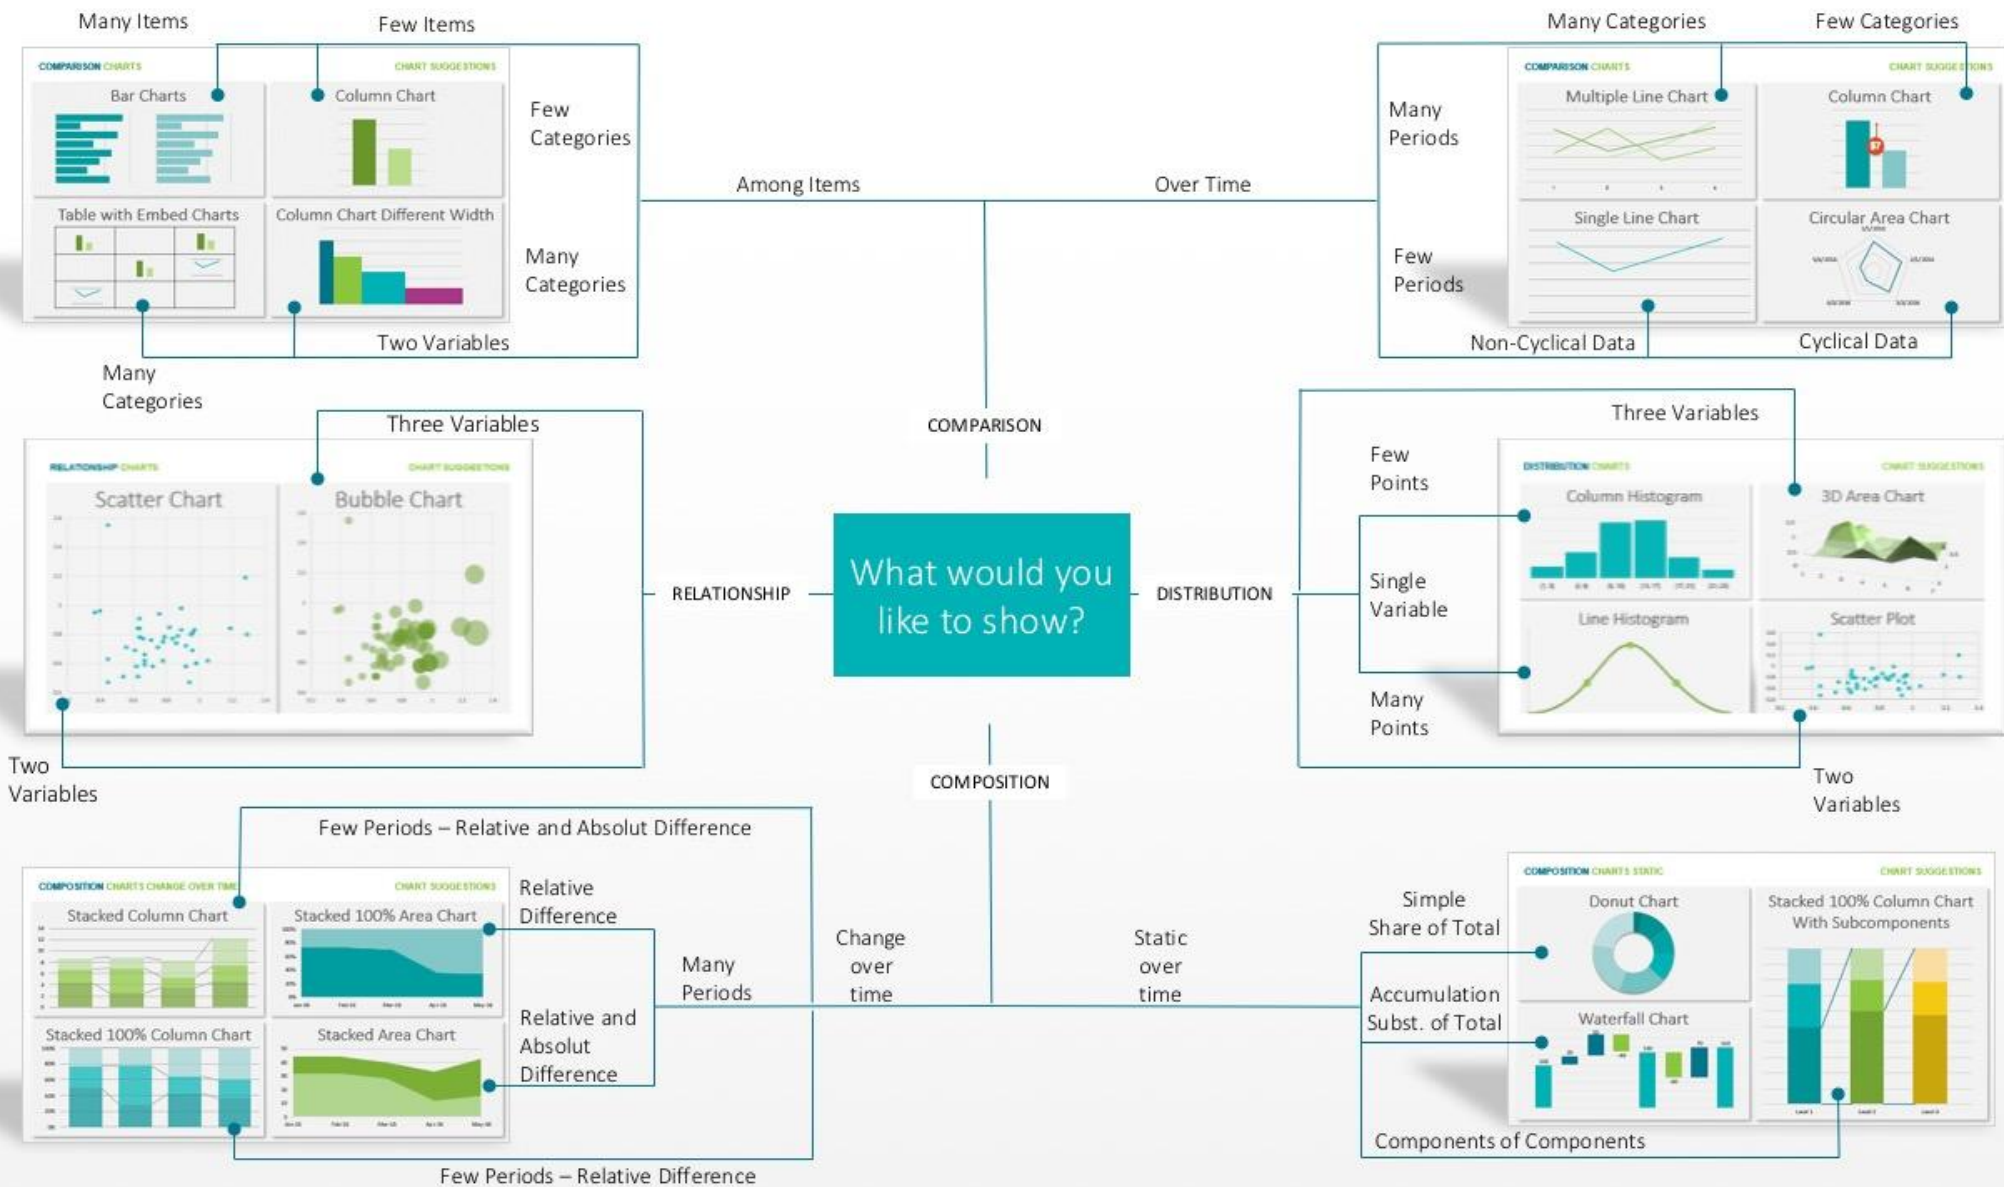 Many Items
Few Items
COMPARISON CHARTS
CHART SUGGESTIONS
Bar Charts
Column Chart
Few
Categories
Table with Embed Charts
Column Chart Different Width
Many
Categories
Two Variables
Many
Categories
Among Items
Over Time
COMPARISON
Many Categories
Few Categories
COMPARISON CHARTS
CHART SUGGESTIONS
Many
Periods
Multiple Line Chart
Column Chart
Few
Periods
Single Line Chart
Circular Area Chart
Non-Cyclical Data
Cyclical Data
Three Variables
RELATIONSHIP CHARTS
CHART SUGGESTIONS
Scatter Chart
Bubble Chart
Two
Variables
RELATIONSHIP
What would you
like to show?
DISTRIBUTION
Three Variables
Few
Points
Single
Variable
Many
Points
DISTRIBUTION CHARTS
CHART SUGGESTIONS
Column Histogram
3D Area Chart
Line Histogram
Scatter Plot
Two
Variables
COMPOSITION
Few Periods – Relative and Absolut Difference
COMPOSITION CHARTS CHANGE OVER TIME
CHART SUGGESTIONS
Stacked Column Chart
Stacked 100% Area Chart
Relative
Difference
Stacked 100% Column Chart
Stacked Area Chart
Relative and
Absolut
Difference
Many
Periods
Few Periods – Relative Difference
Change
over
time
Static
over
time
Simple
Share of Total
Accumulation
Subst. of Total
COMPOSITION CHARTS STATIC
CHART SUGGESTIONS
Donut Chart
Stacked 100% Column Chart
With Subcomponents
Waterfall Chart
Components of Components